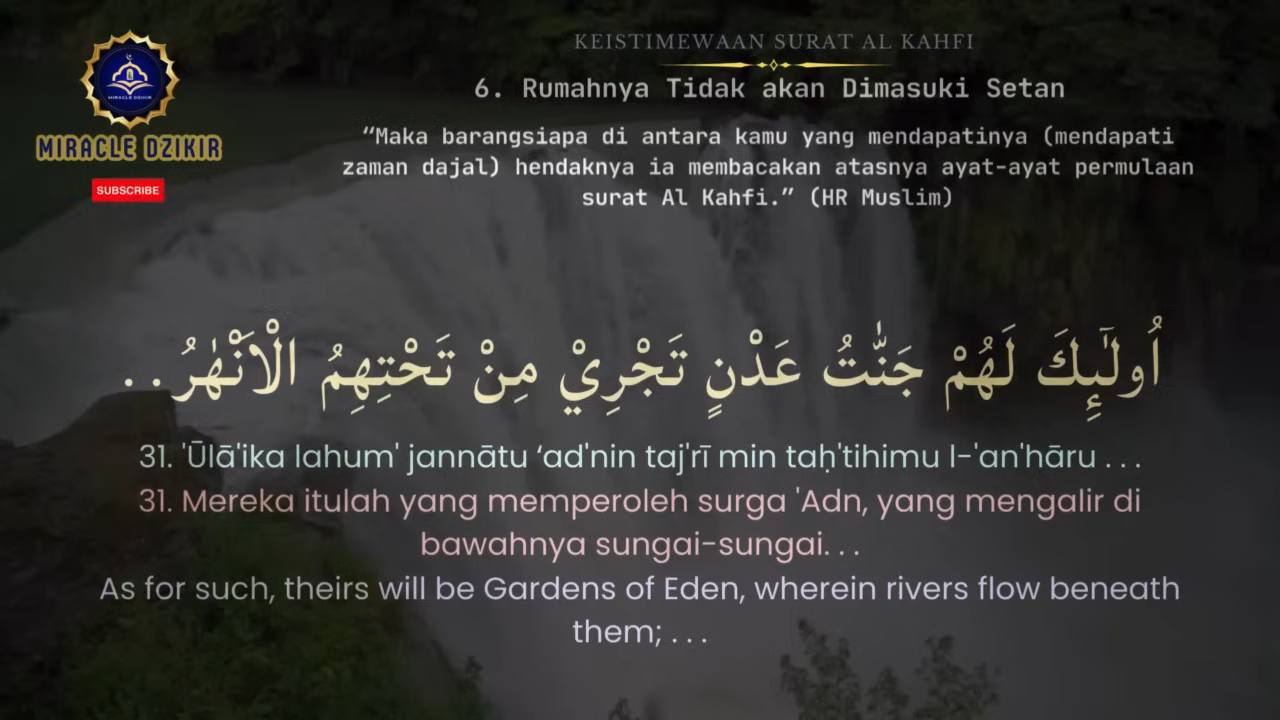 KEISTIMEWAAN SURAT AL KAHFI
6. Rumahnya Tidak akan Dimasuki Setan
“Maka barangsiapa di antara kamu yang mendapatinya (mendapati
zaman dajal) hendaknya ia membacakan atasnya ayat-ayat permulaan
surat Al Kahfi.” (HR Muslim)
MIRACLE DZIKIR
MIRACLE DZIKIR
SUBSCRIBE
اُولٰۤىِٕكَ لَهُمْ جَنّٰتُ عَدْنٍ تَجْرِيْ مِنْ تَحْتِهِمُ الْاَنْهٰرُ . .
31. 'Ūlā'ika lahum' jannātu ‘ad'nin taj'rī min taḥ'tihimu l-'an'hāru . . .
31. Mereka itulah yang memperoleh surga 'Adn, yang mengalir di
bawahnya sungai-sungai. . .
As for such, theirs will be Gardens of Eden, wherein rivers flow beneath
them; . . .